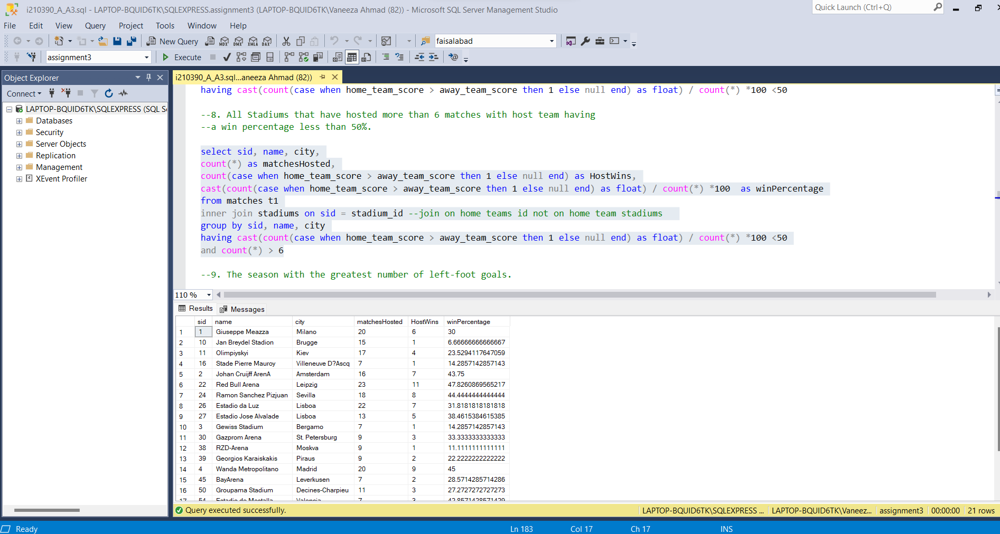 i210390_A_A3.sql - LAPTOP-BQUID6TK\SQLEXPRESS.assignment3 (LAPTOP-BQUID6TK\Vaneeza Ahmad (82)) - Microsoft SQL Server Management Studio
Quick Launch (Ctrl+Q)
File Edit View Query Project Tools Window Help
New Query MDX DMX XMLA DAX faisalabad
assignment3 Execute
Object Explorer
i210390_A_A3.sql...aneeza Ahmad (82))
Connect
LAPTOP-BQUID6TK\SQLEXPRESS (SQL
Databases
Security
Server Objects
Replication
Management
XEvent Profiler
having cast(count(case when home_team_score > away_team_score then 1 else null end) as float) / count(*) *100 <50
--8. All Stadiums that have hosted more than 6 matches with host team having
--a win percentage less than 50%.
select sid, name, city,
count(*) as matchesHosted,
count(case when home_team_score > away_team_score then 1 else null end) as HostWins,
cast(count(case when home_team_score > away_team_score then 1 else null end) as float) / count(*) *100  as winPercentage
from matches t1
inner join stadiums on sid = stadium_id --join on home teams id not on home team stadiums
group by sid, name, city
having cast(count(case when home_team_score > away_team_score then 1 else null end) as float) / count(*) *100 <50
and count(*) > 6
--9. The season with the greatest number of left-foot goals.
110 %
Results Messages
sid name city matchesHosted HostWins winPercentage
1 1 Giuseppe Meazza Milano 20 6 30
2 10 Jan Breydel Stadion Brugge 15 1 6.66666666666667
3 11 Olimpiyskyi Kiev 17 4 23.5294117647059
4 16 Stade Pierre Mauroy Villeneuve D?Ascq 7 1 14.2857142857143
5 2 Johan Cruijff ArenA Amsterdam 16 7 43.75
6 22 Red Bull Arena Leipzig 23 11 47.8260869565217
7 24 Ramon Sanchez Pizjuan Sevilla 18 8 44.4444444444444
8 26 Estadio da Luz Lisboa 22 7 31.8181818181818
9 27 Estadio Jose Alvalade Lisboa 13 5 38.4615384615385
10 3 Gewiss Stadium Bergamo 7 1 14.2857142857143
11 30 Gazprom Arena St. Petersburg 9 3 33.3333333333333
12 38 RZD-Arena Moskva 9 1 11.1111111111111
13 39 Georgios Karaiskakis Piraus 9 2 22.2222222222222
14 4 Wanda Metropolitano Madrid 20 9 45
15 45 BayArena Leverkusen 7 2 28.5714285714286
16 50 Groupama Stadium Decines-Charpieu 11 3 27.2727272727273
17 54 Estadio de Mestalla Valencia 7 3 42.8571428571429
Query executed successfully. LAPTOP-BQUID6TK\SQLEXPRESS ... LAPTOP-BQUID6TK\Vaneez... assignment3 00:00:00 21 rows
Ready Ln 183 Col 17 Ch 17 INS